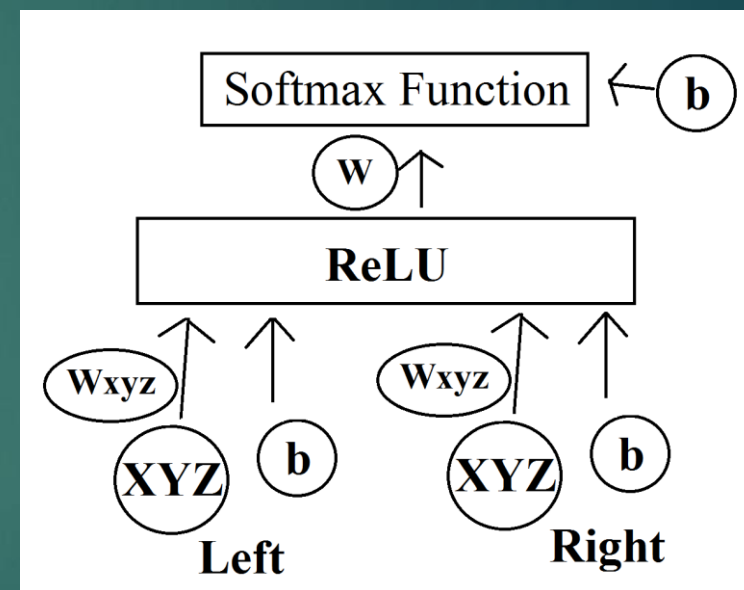 Softmax Function
b
W
ReLU
Wxyz
Wxyz
XYZ
b
XYZ
b
Left
Right